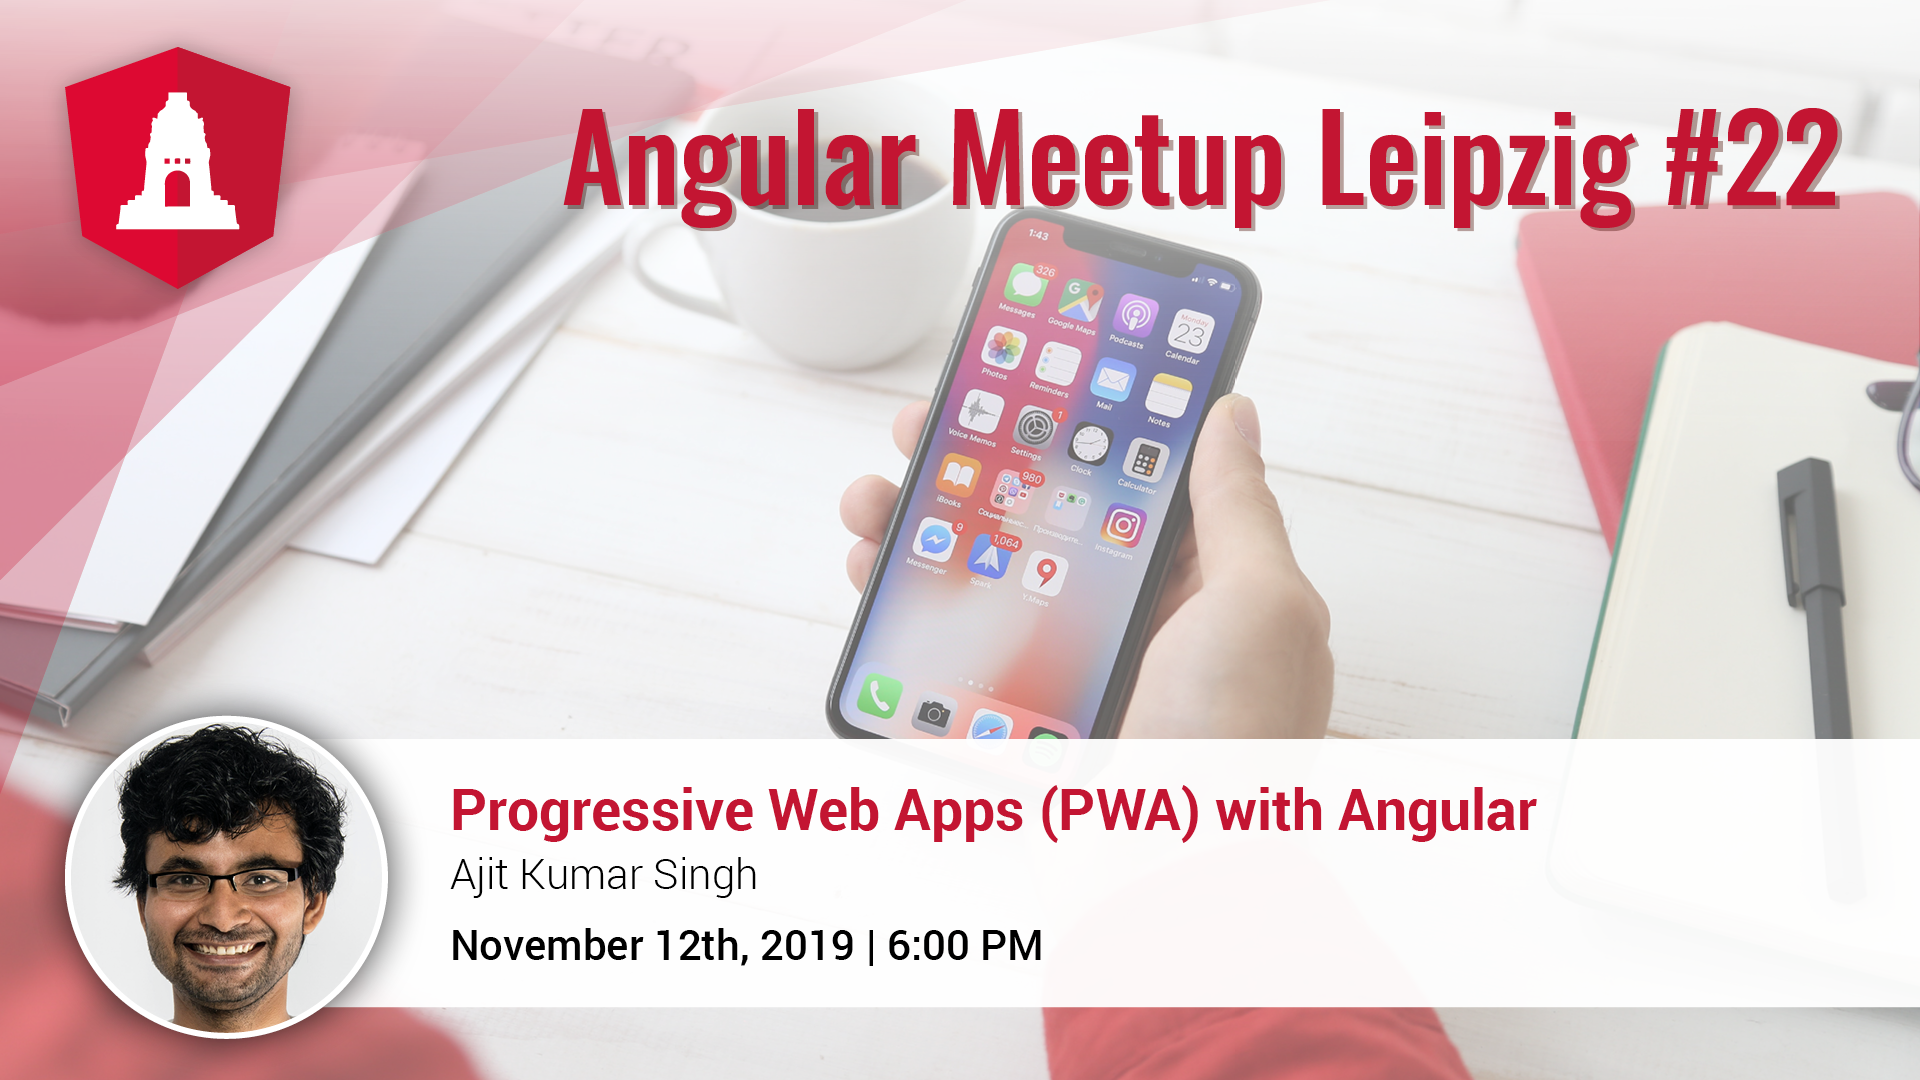 Angular Meetup Leipzig #22
1:43
326
Messages
Google Maps
Podcasts
Monday
23
Calendar
Photos
Reminders
Mail
Notes
Voice Memos
1
Settings
Clock
Calculator
iBooks
980
Социальные...
Производите...
Instagram
9
Messenger
1,064
Spark
Y.Maps
Progressive Web Apps (PWA) with Angular
Ajit Kumar Singh
November 12th, 2019 | 6:00 PM